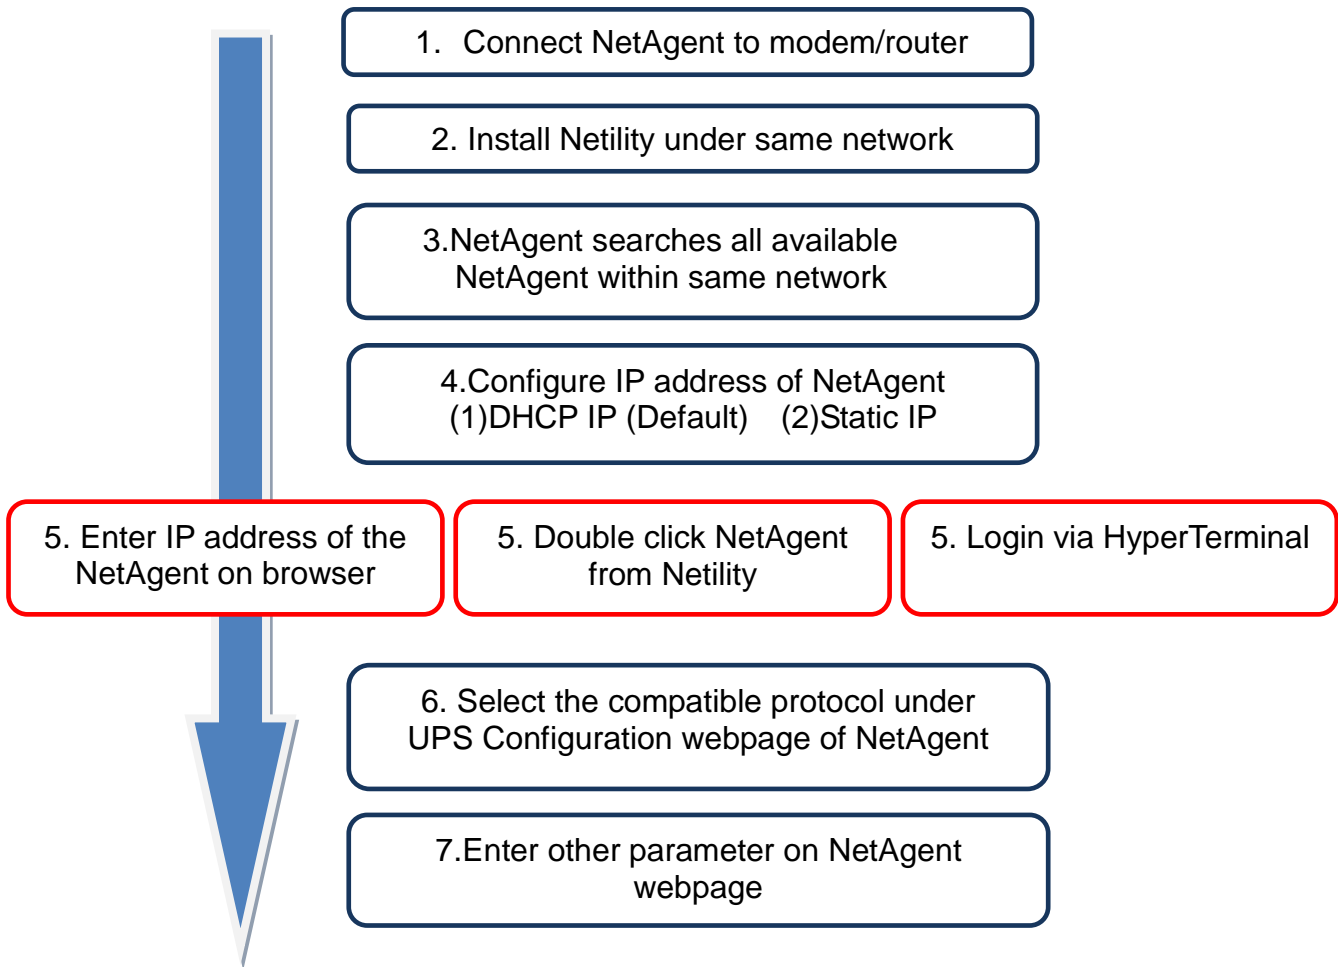 1. Connect NetAgent to modem/router
2. Install Netility under same network
3.NetAgent searches all available
NetAgent within same network
4.Configure IP address of NetAgent
(1)DHCP IP (Default) (2)Static IP
5. Enter IP address of the
NetAgent on browser
5. Double click NetAgent
from Netility
5. Login via HyperTerminal
6. Select the compatible protocol under
UPS Configuration webpage of NetAgent
7.Enter other parameter on NetAgent
webpage